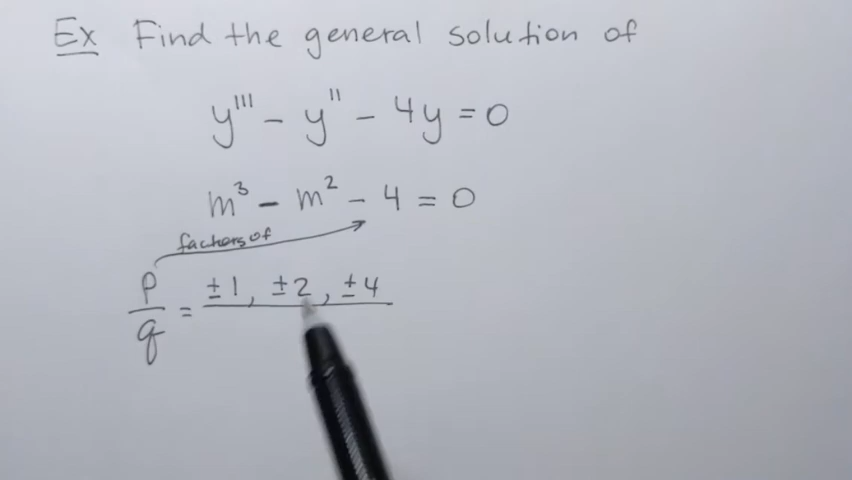 Ex Find the general solution of
y''' - y'' - 4y = 0
m³ - m² - 4 = 0
factors of
p/q = ±1, ±2, ±4